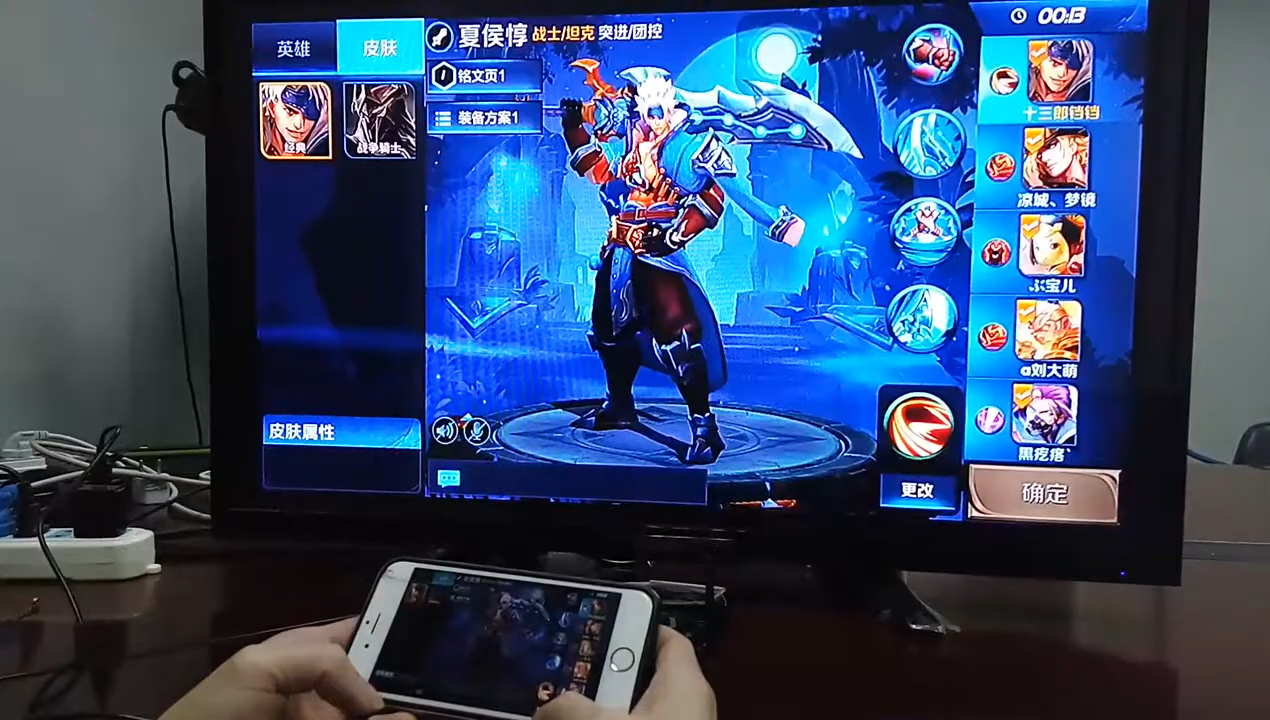 英雄
皮肤
夏侯惇 战士/坦克 突进/团控
铭文页1
装备方案1
经典
战争骑士
皮肤属性
00:13
十三郎铛铛
凉城、梦镜
ぶ宝儿
a刘大萌
黑疙瘩`
更改
确定